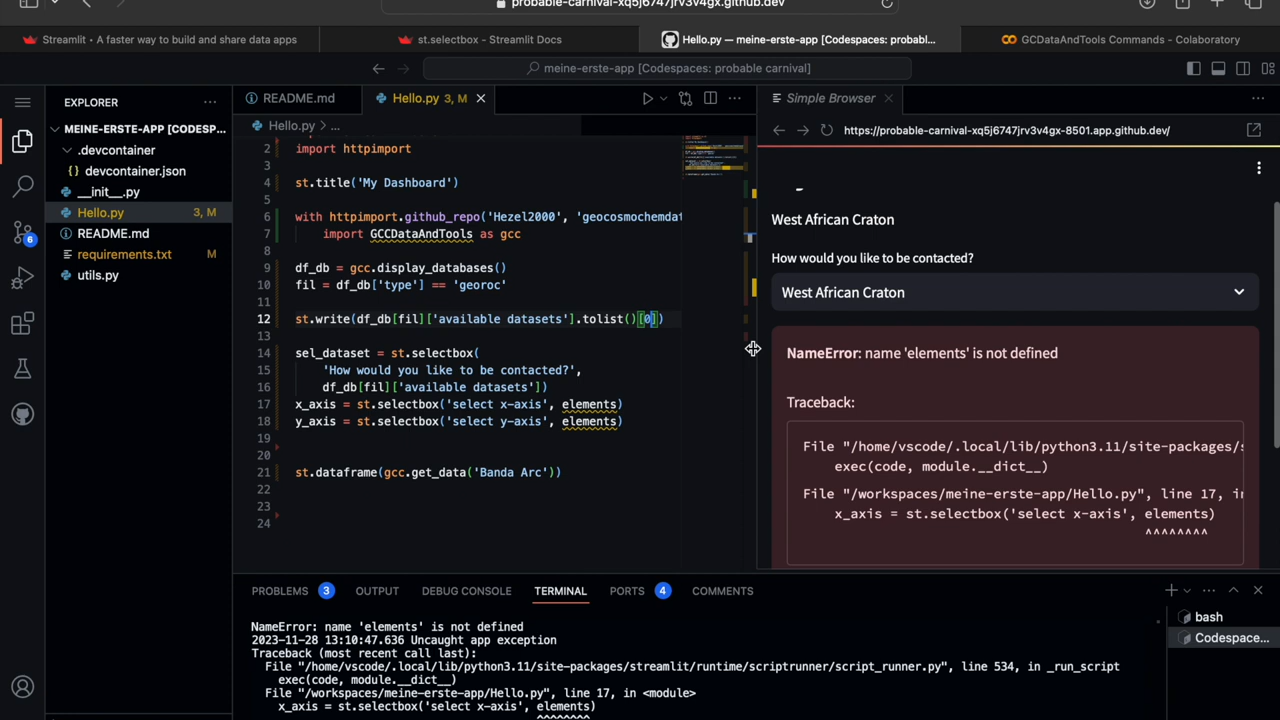 probable-carnival-xq5j6747jrv3v4gx.github.dev
Streamlit • A faster way to build and share data apps
st.selectbox - Streamlit Docs
Hello.py — meine-erste-app [Codespaces: probabl...
GCDataAndTools Commands - Colaboratory
meine-erste-app [Codespaces: probable carnival]
EXPLORER
MEINE-ERSTE-APP [CODESP...
.devcontainer
{} devcontainer.json
__init__.py
Hello.py 3, M
README.md
requirements.txt M
utils.py
6
README.md
Hello.py 3, M
Hello.py > ...
2 import httpimport
3
4 st.title('My Dashboard')
5
6 with httpimport.github_repo('Hezel2000', 'geocosmochemdat
7 import GCCDataAndTools as gcc
8
9 df_db = gcc.display_databases()
10 fil = df_db['type'] == 'georoc'
11
12 st.write(df_db[fil]['available datasets'].tolist()[0])
13
14 sel_dataset = st.selectbox(
15 'How would you like to be contacted?',
16 df_db[fil]['available datasets'])
17 x_axis = st.selectbox('select x-axis', elements)
18 y_axis = st.selectbox('select y-axis', elements)
19
20
21 st.dataframe(gcc.get_data('Banda Arc'))
22
23
24
Simple Browser
https://probable-carnival-xq5j6747jrv3v4gx-8501.app.github.dev/
West African Craton
How would you like to be contacted?
West African Craton
NameError: name 'elements' is not defined
Traceback:
File "/home/vscode/.local/lib/python3.11/site-packages/s
exec(code, module.__dict__)
File "/workspaces/meine-erste-app/Hello.py", line 17, in
x_axis = st.selectbox('select x-axis', elements)
^^^^^^^^
PROBLEMS 3 OUTPUT DEBUG CONSOLE TERMINAL PORTS 4 COMMENTS
NameError: name 'elements' is not defined
2023-11-28 13:10:47.636 Uncaught app exception
Traceback (most recent call last):
File "/home/vscode/.local/lib/python3.11/site-packages/streamlit/runtime/scriptrunner/script_runner.py", line 534, in _run_script
exec(code, module.__dict__)
File "/workspaces/meine-erste-app/Hello.py", line 17, in <module>
x_axis = st.selectbox('select x-axis', elements)
^^^^^^^^
bash
Codespace...